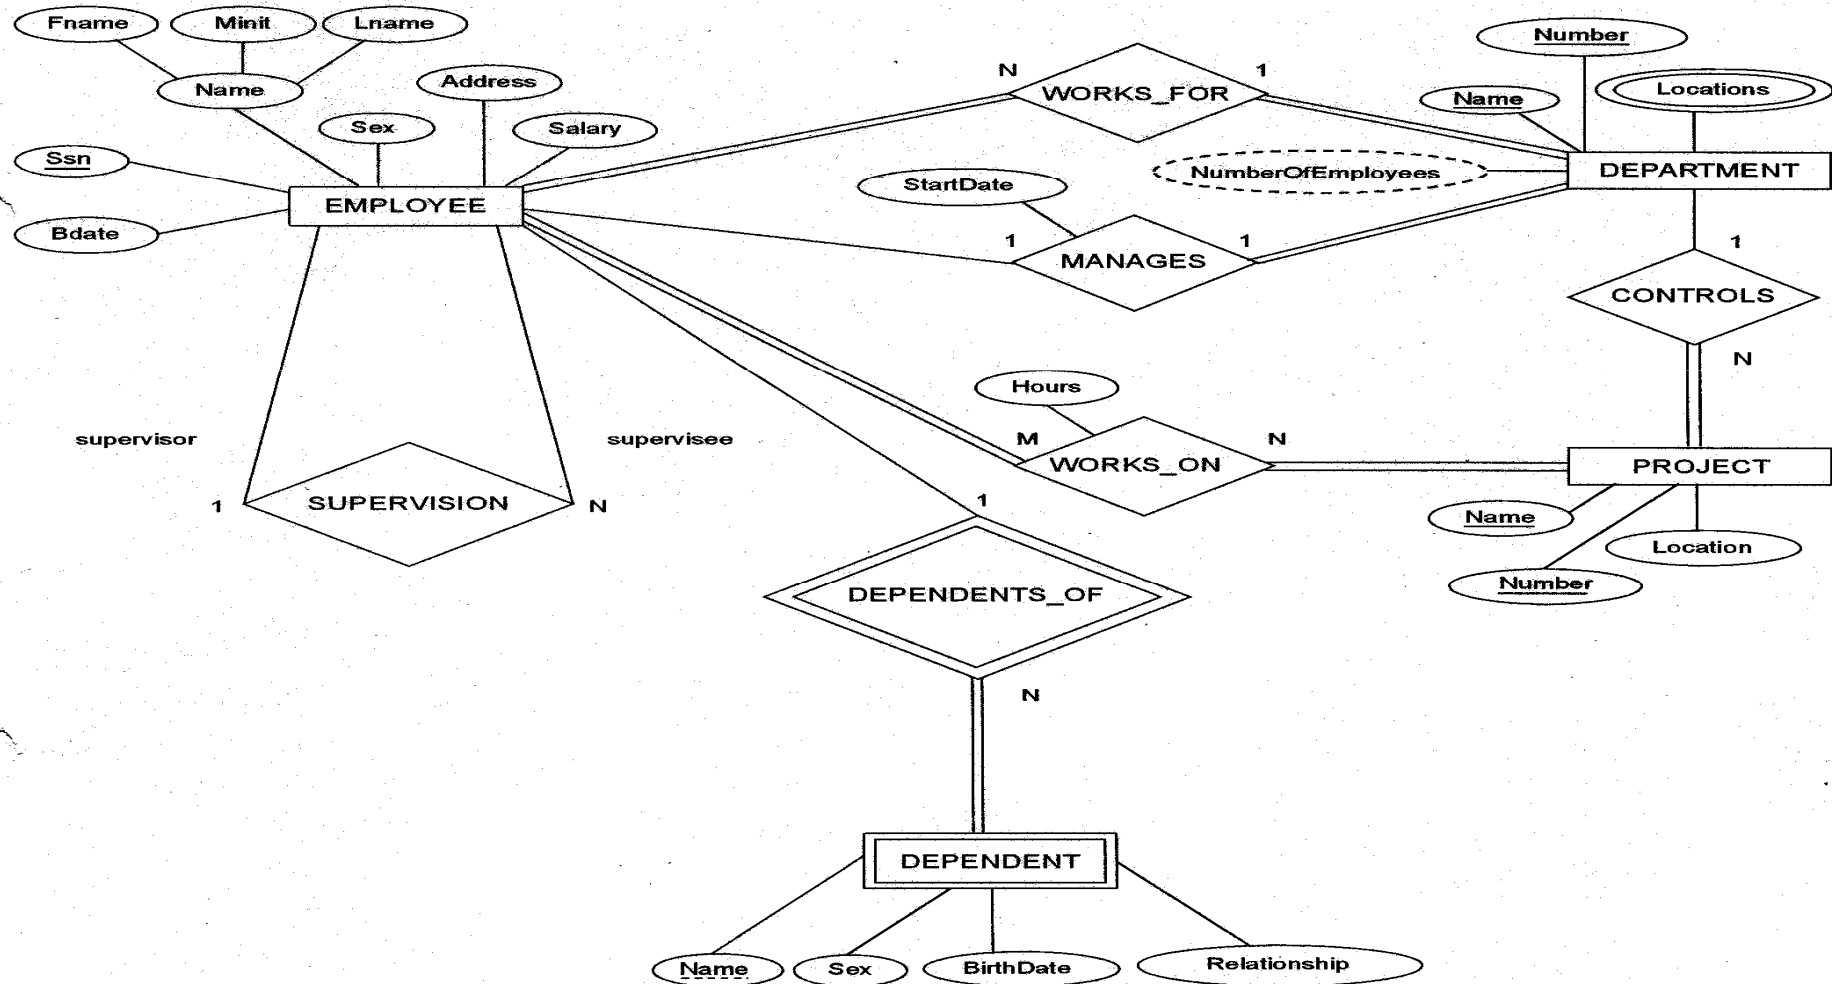 Fname Minit Lname
Number
Name Address
N WORKS_FOR 1
Name Locations
Sex Salary
Ssn
NumberOfEmployees DEPARTMENT
StartDate
EMPLOYEE
Bdate
1 MANAGES 1
1
CONTROLS
N
Hours
supervisor supervisee
M WORKS_ON N
PROJECT
1 SUPERVISION N
1
Name
Location
Number
DEPENDENTS_OF
N
DEPENDENT
Name Sex BirthDate Relationship